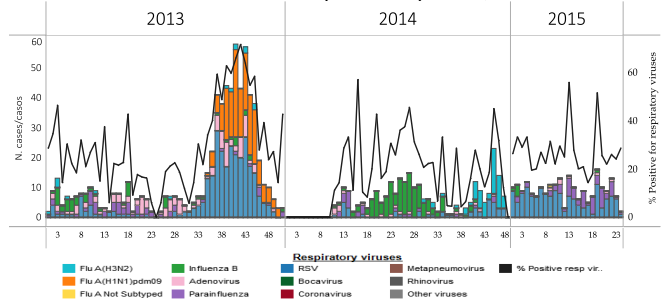 2013 2014 2015
60
50
40
30
20
10
0
N. cases/casos
60
40
20
0
% Positive for respiratory viruses
3 8 13 18 23 28 33 38 43 48 3 8 13 18 23 28 33 38 43 48 3 8 13 18 23
Respiratory viruses
Flu A(H3N2) Influenza B RSV Metapneumovirus % Positive resp vir..
Flu A(H1N1)pdm09 Adenovirus Bocavirus Rhinovirus
Flu A Not Subtyped Parainfluenza Coronavirus Other viruses